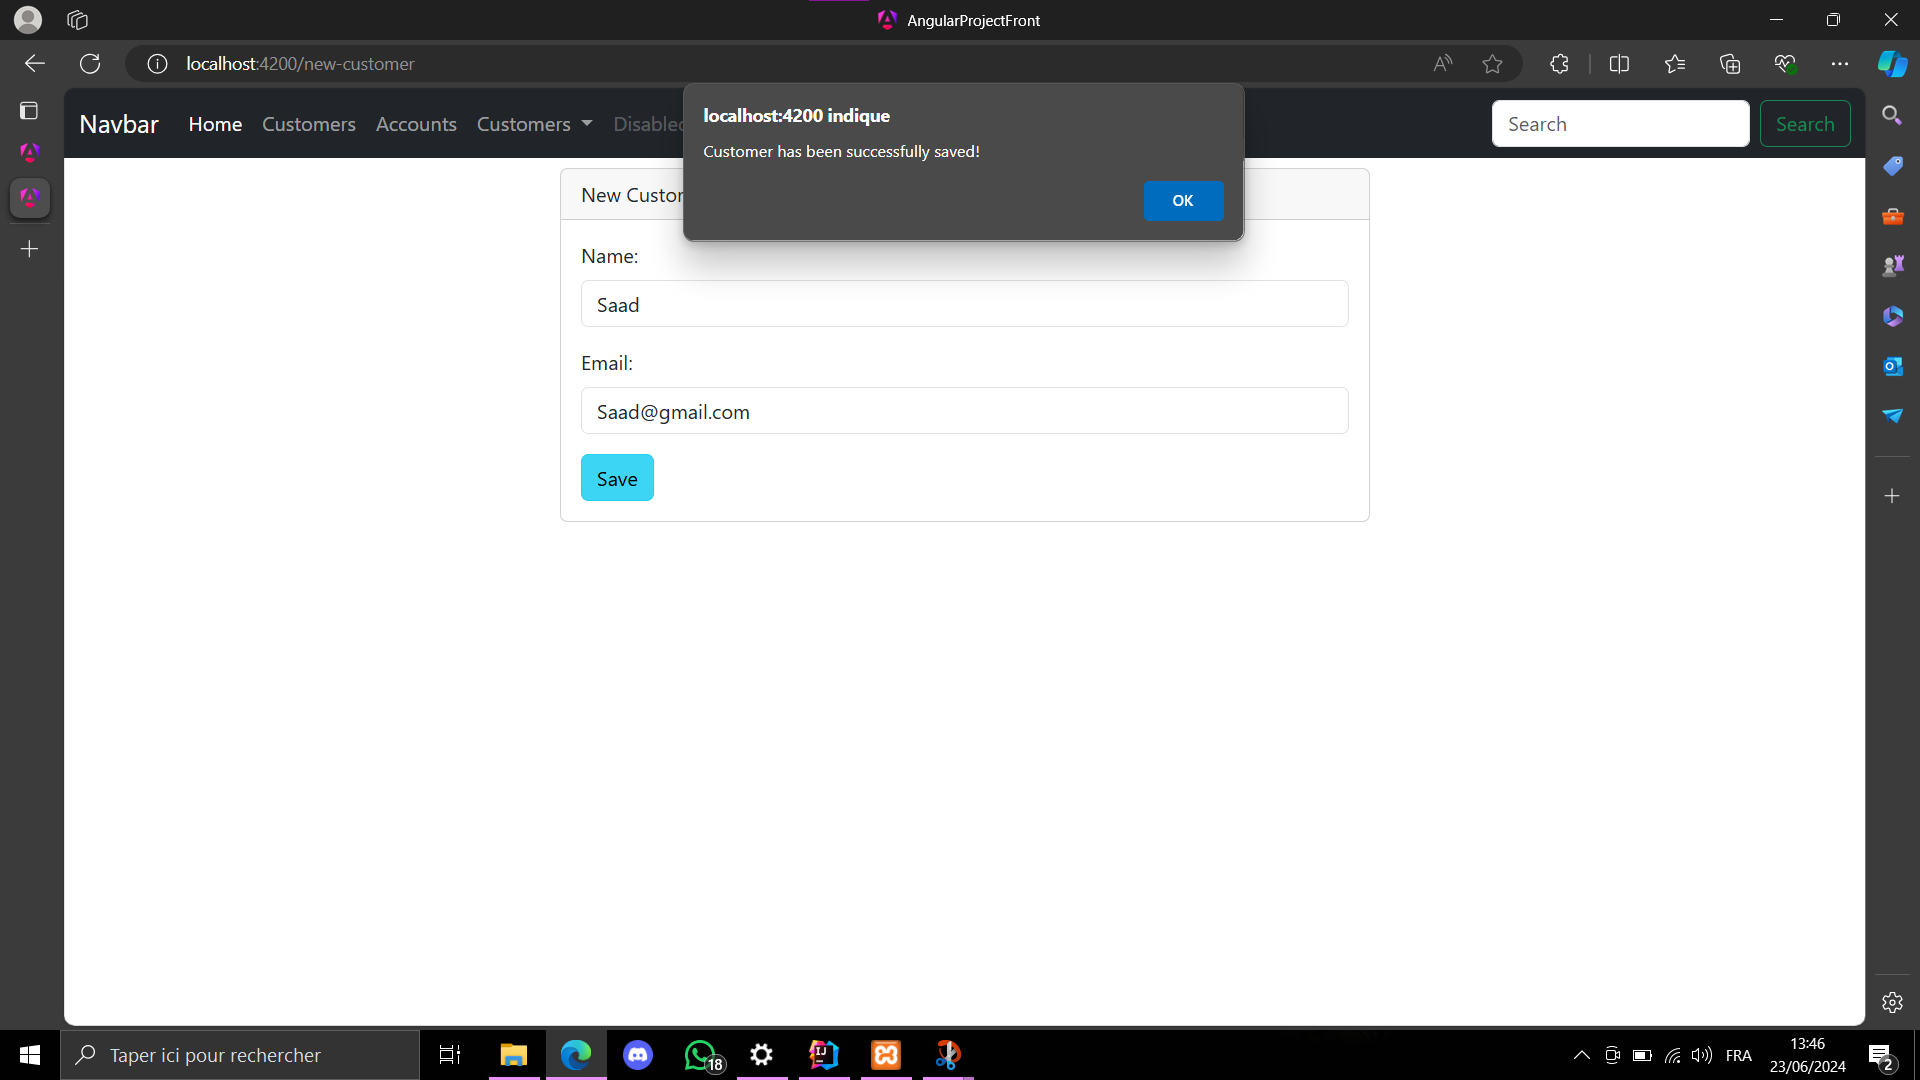 AngularProjectFront
localhost:4200/new-customer
Navbar Home Customers Accounts Customers Disabled Search Search
localhost:4200 indique
Customer has been successfully saved!
OK
New Custor
Name:
Saad
Email:
Saad@gmail.com
Save
Taper ici pour rechercher
18
FRA
13:46
23/06/2024
2